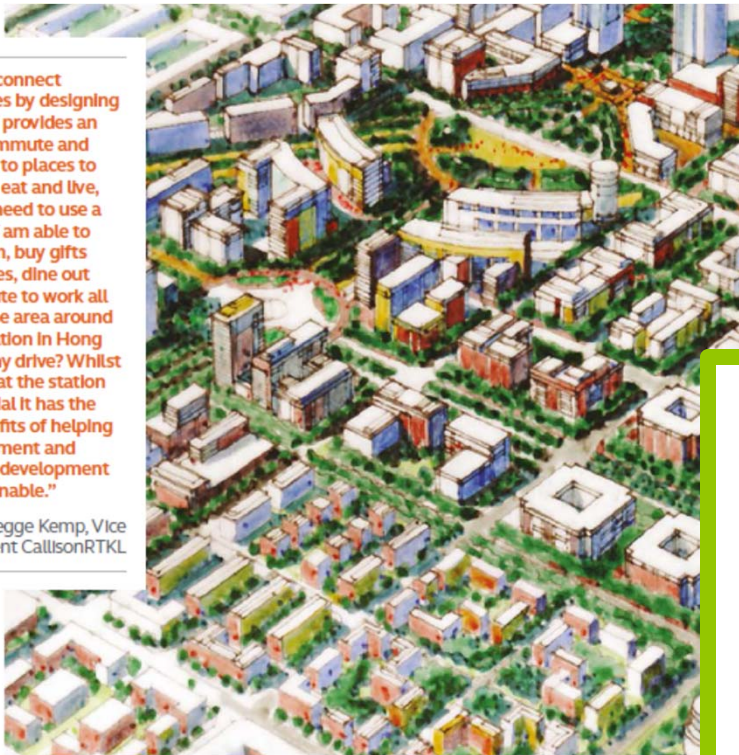 connect
es by designing
provides an
mmute and
to places to
eat and live,
need to use a
am able to
n, buy gifts
es, dine out
te to work all
e area around
tion in Hong
ny drive? Whilst
at the station
ial it has the
fits of helping
ment and
development
nable.”
egge Kemp, Vice
nt CallisonRTKL